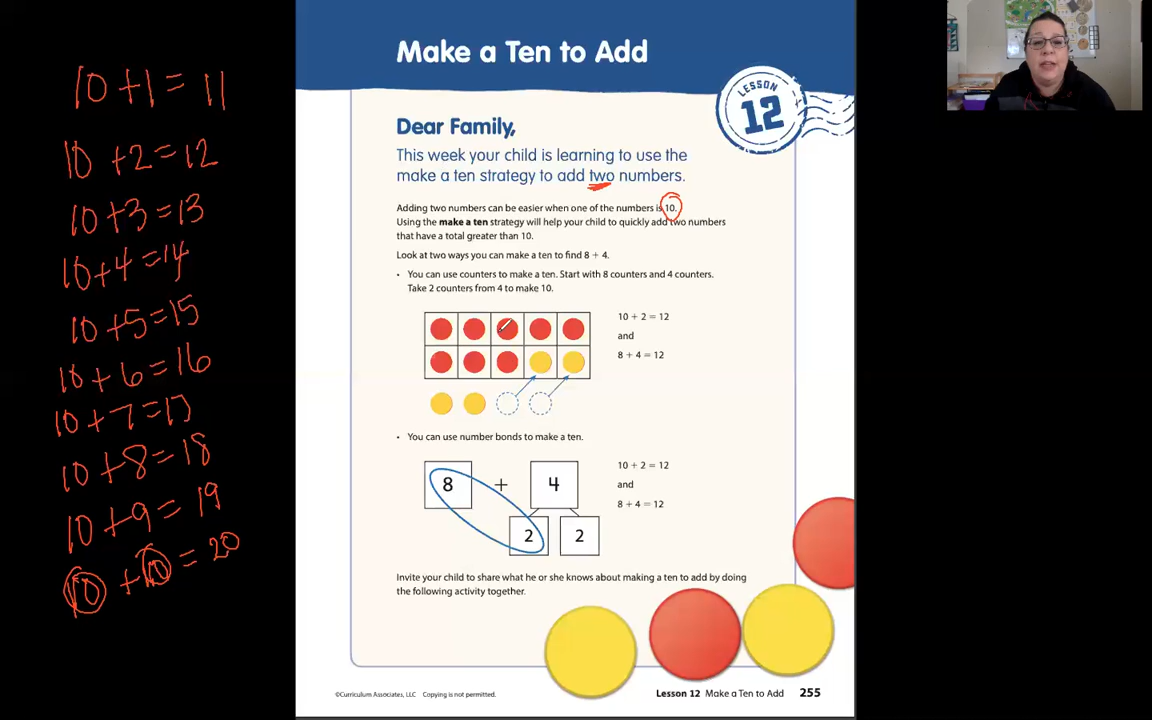 10 + 1 = 11
10 + 2 = 12
10 + 3 = 13
10 + 4 = 14
10 + 5 = 15
10 + 6 = 16
10 + 7 = 17
10 + 8 = 18
10 + 9 = 19
10 + 10 = 20
Make a Ten to Add
LESSON
12
Dear Family,
This week your child is learning to use the
make a ten strategy to add two numbers.
Adding two numbers can be easier when one of the numbers is 10.
Using the make a ten strategy will help your child to quickly add two numbers
that have a total greater than 10.
Look at two ways you can make a ten to find 8 + 4.
• You can use counters to make a ten. Start with 8 counters and 4 counters.
Take 2 counters from 4 to make 10.
10 + 2 = 12
and
8 + 4 = 12
• You can use number bonds to make a ten.
8 + 4
2 2
10 + 2 = 12
and
8 + 4 = 12
Invite your child to share what he or she knows about making a ten to add by doing
the following activity together.
©Curriculum Associates, LLC Copying is not permitted.
Lesson 12 Make a Ten to Add 255